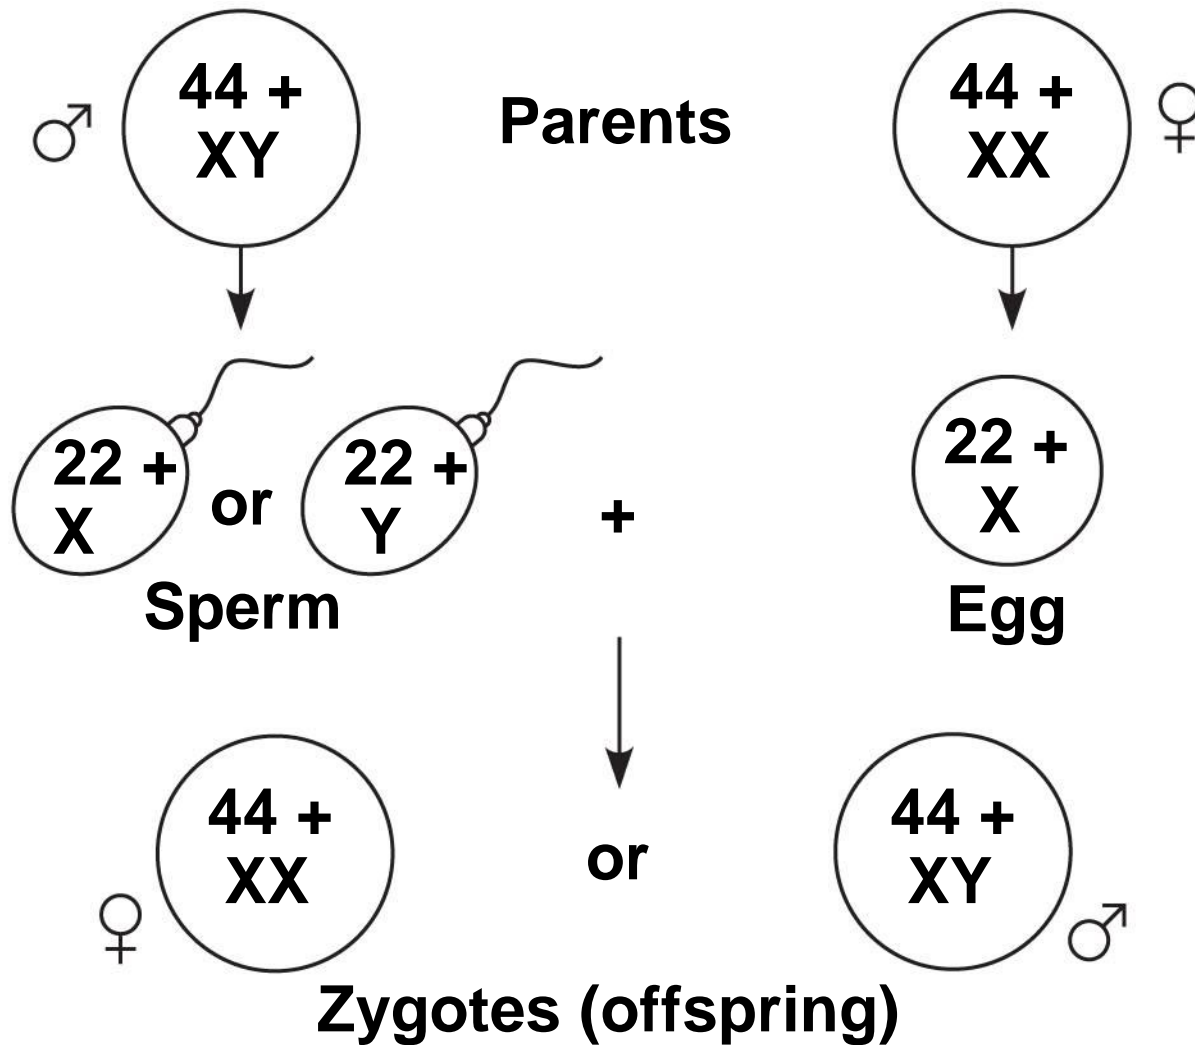 44 +
XY
Parents
44 +
XX
22 +
X
or
22 +
Y
+
22 +
X
Sperm
Egg
44 +
XX
or
44 +
XY
Zygotes (offspring)